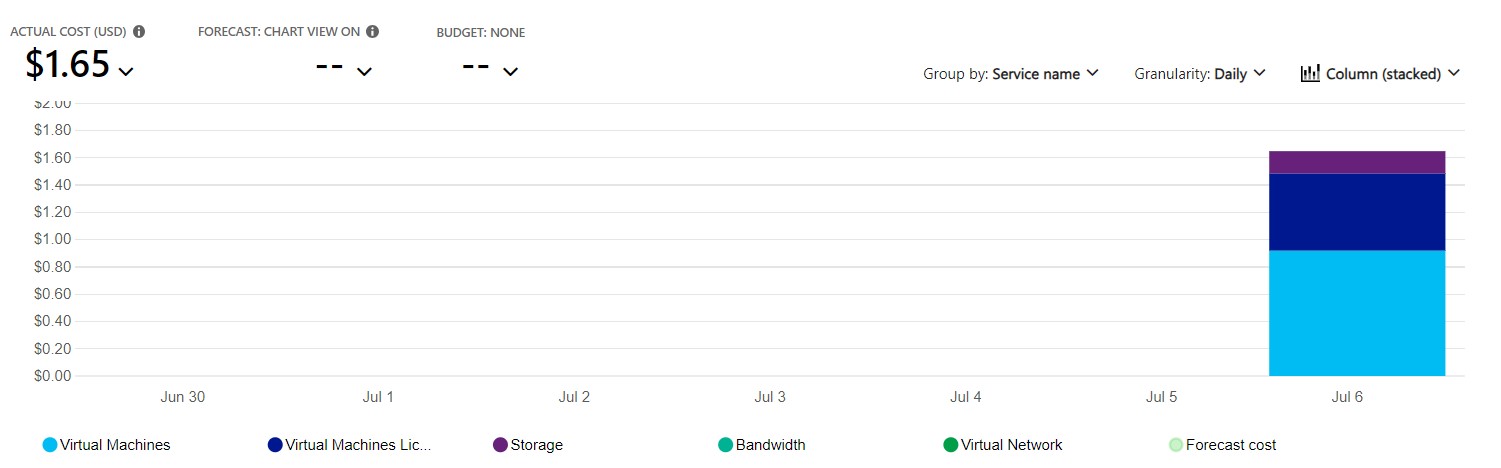 ACTUAL COST (USD)
FORECAST: CHART VIEW ON
BUDGET: NONE
$1.65
--
--
Group by: Service name
Granularity: Daily
Column (stacked)
$2.00
$1.80
$1.60
$1.40
$1.20
$1.00
$0.80
$0.60
$0.40
$0.20
$0.00
Jun 30 Jul 1 Jul 2 Jul 3 Jul 4 Jul 5 Jul 6
Virtual Machines Virtual Machines Lic... Storage Bandwidth Virtual Network Forecast cost